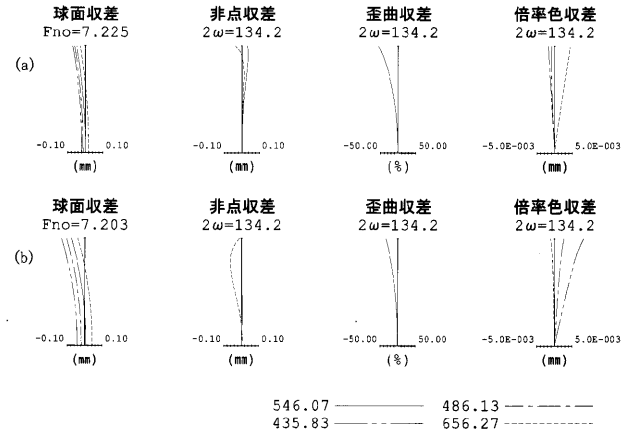 球面収差 非点収差 歪曲収差 倍率色収差
Fno=7.225 2ω=134.2 2ω=134.2 2ω=134.2
(a)
-0.10 0.10 -0.10 0.10 -50.00 50.00 -5.0E-003 5.0E-003
(mm) (mm) (%) (mm)
球面収差 非点収差 歪曲収差 倍率色収差
Fno=7.203 2ω=134.2 2ω=134.2 2ω=134.2
(b)
-0.10 0.10 -0.10 0.10 -50.00 50.00 -5.0E-003 5.0E-003
(mm) (mm) (%) (mm)
546.07 486.13
435.83 656.27